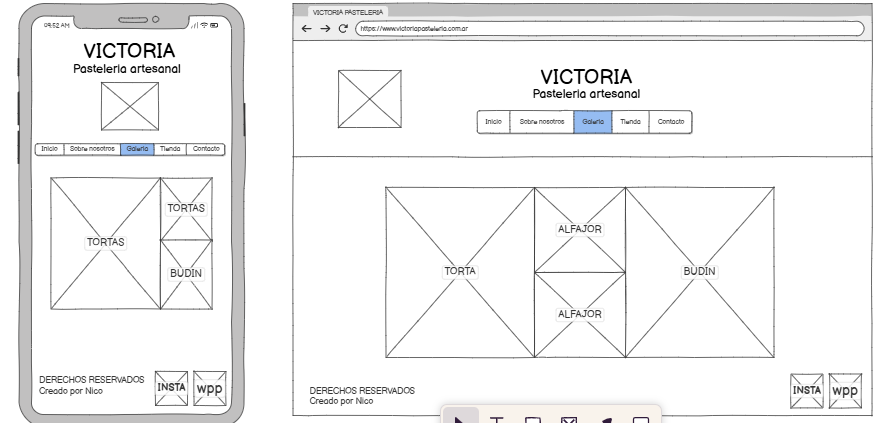 09:52 AM
VICTORIA
Pasteleria artesanal
Inicio
Sobre nosotros
Galeria
Tienda
Contacto
TORTAS
TORTAS
BUDIN
DERECHOS RESERVADOS
Creado por Nico
INSTA
wpp
VICTORIA PASTELERIA
https://www.victoriapasteleria.com.ar
VICTORIA
Pasteleria artesanal
Inicio
Sobre nosotros
Galeria
Tienda
Contacto
TORTA
ALFAJOR
ALFAJOR
BUDIN
DERECHOS RESERVADOS
Creado por Nico
INSTA
wpp